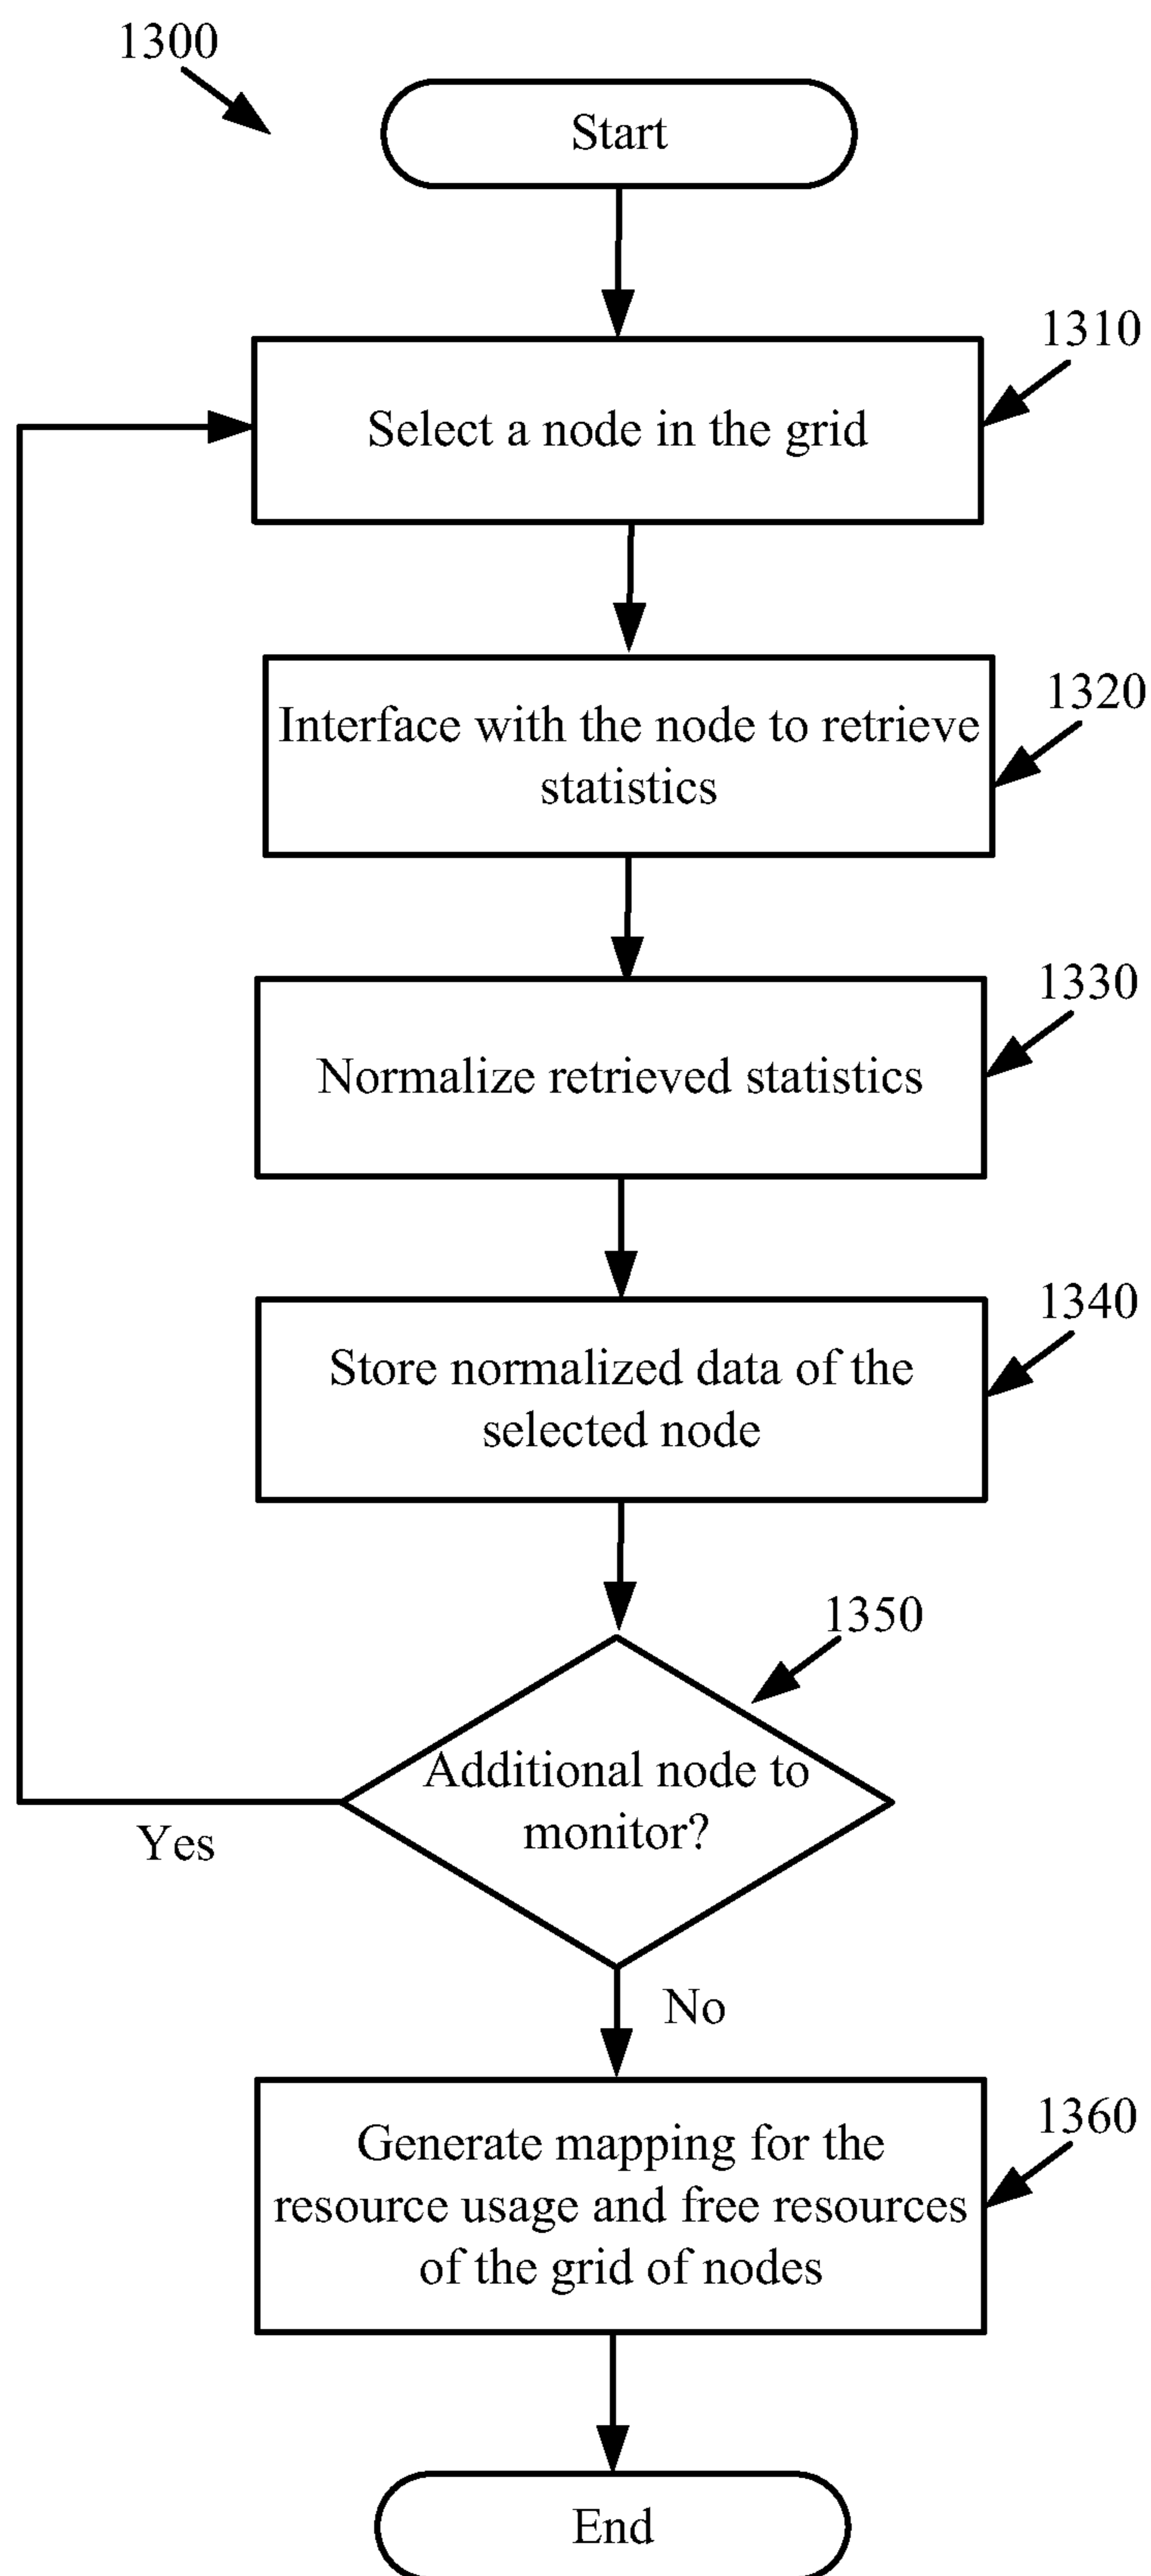 1300
Start
1310
Select a node in the grid
1320
Interface with the node to retrieve
statistics
1330
Normalize retrieved statistics
1340
Store normalized data of the
selected node
1350
Additional node to
monitor?
Yes
No
1360
Generate mapping for the
resource usage and free resources
of the grid of nodes
End